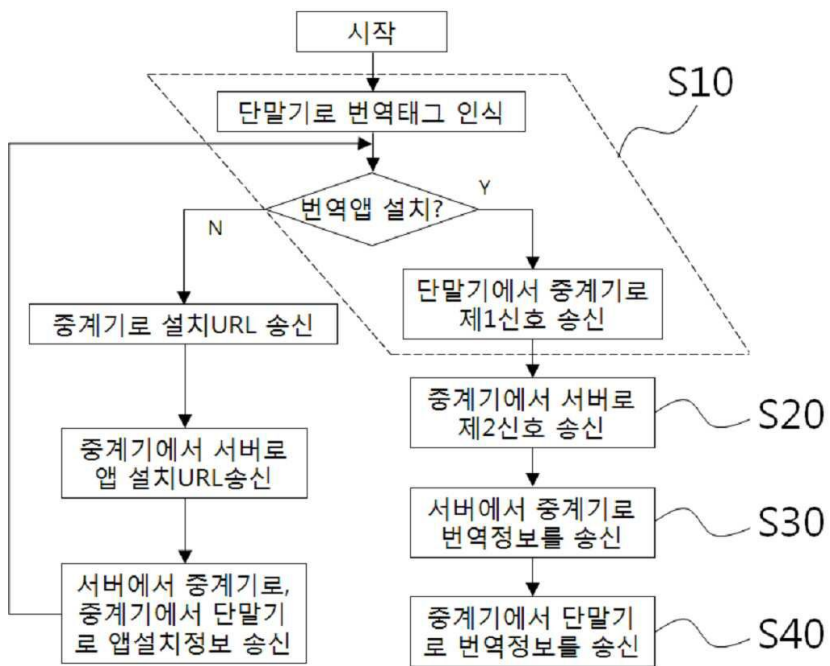 시작
S10
단말기로 번역태그 인식
번역앱 설치?
Y
N
단말기에서 중계기로
제1신호 송신
중계기로 설치URL 송신
중계기에서 서버로
제2신호 송신
S20
중계기에서 서버로
앱 설치URL송신
서버에서 중계기로
번역정보를 송신
S30
서버에서 중계기로,
중계기에서 단말기
로 앱설치정보 송신
중계기에서 단말기
로 번역정보를 송신
S40